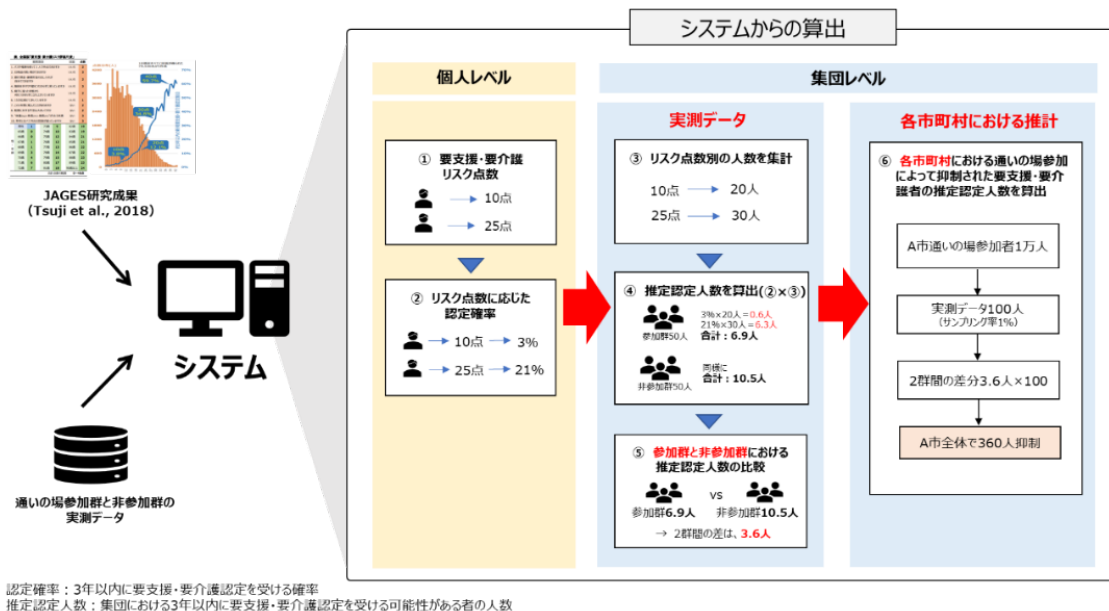 システムからの算出
JAGES研究成果
(Tsuji et al., 2018)
システム
通いの場参加群と非参加群の
実測データ
個人レベル
① 要支援・要介護
リスク点数
10点
25点
② リスク点数に応じた
認定確率
10点 3%
25点 21%
集団レベル
実測データ
③ リスク点数別の人数を集計
10点 20人
25点 30人
④ 推定認定人数を算出(②×③)
3%×20人=0.6人
21%×30人=6.3人
合計:6.9人
参加群50人
同様に
合計:10.5人
非参加群50人
⑤ 参加群と非参加群における
推定認定人数の比較
VS
参加群6.9人 非参加群10.5人
→ 2群間の差は、3.6人
各市町村における推計
⑥ 各市町村における通いの場参加
によって抑制された要支援・要介
護者の推定認定人数を算出
A市通いの場参加者1万人
実測データ100人
(サンプリング率1%)
2群間の差分3.6人×100
A市全体で360人抑制
認定確率:3年以内に要支援・要介護認定を受ける確率
推定認定人数:集団における3年以内に要支援・要介護認定を受ける可能性がある者の人数